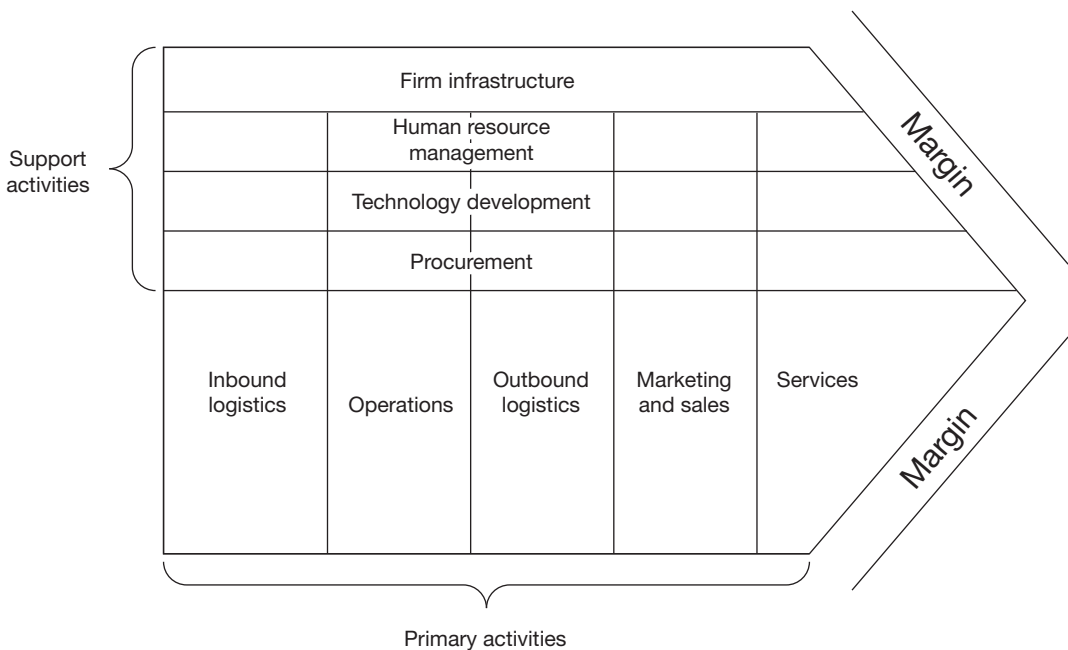 Firm infrastructure
Human resource
management
Support
activities
Technology development
Procurement
Margin
Inbound
logistics
Operations
Outbound
logistics
Marketing
and sales
Services
Margin
Primary activities